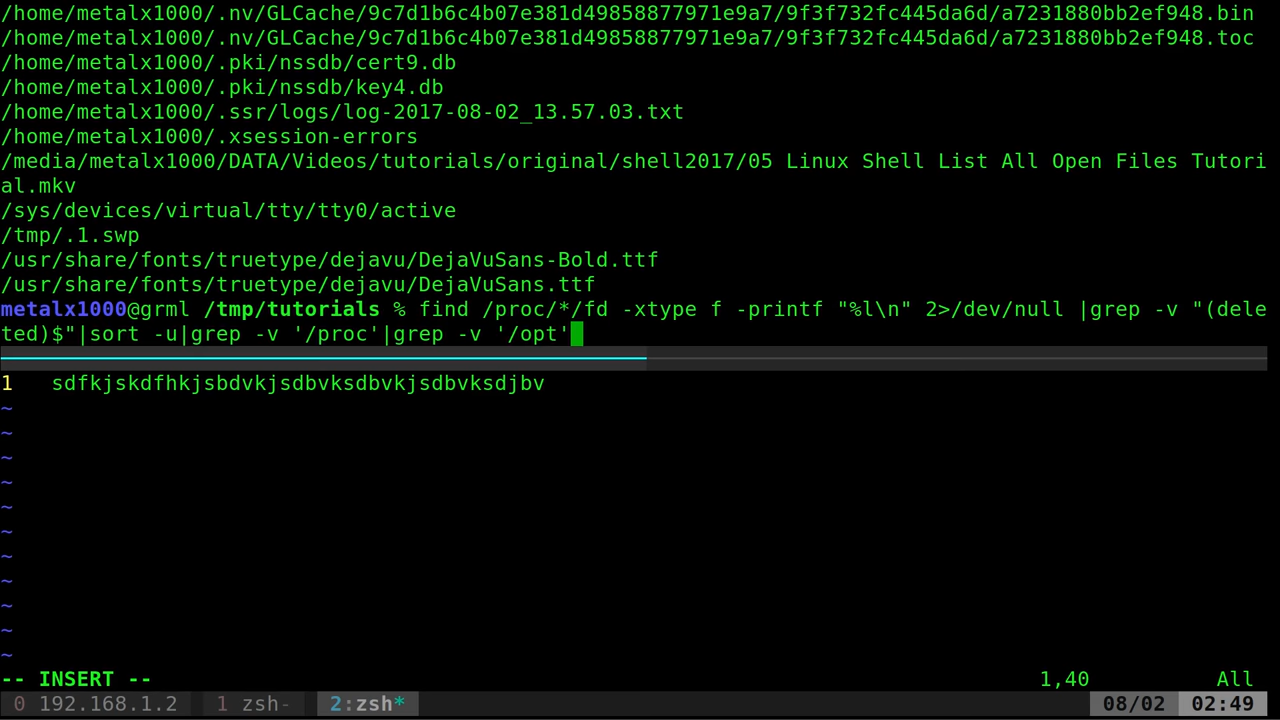 /home/metalx1000/.nv/GLCache/9c7d1b6c4b07e381d49858877971e9a7/9f3f732fc445da6d/a7231880bb2ef948.bin
/home/metalx1000/.nv/GLCache/9c7d1b6c4b07e381d49858877971e9a7/9f3f732fc445da6d/a7231880bb2ef948.toc
/home/metalx1000/.pki/nssdb/cert9.db
/home/metalx1000/.pki/nssdb/key4.db
/home/metalx1000/.ssr/logs/log-2017-08-02_13.57.03.txt
/home/metalx1000/.xsession-errors
/media/metalx1000/DATA/Videos/tutorials/original/shell2017/05 Linux Shell List All Open Files Tutori
al.mkv
/sys/devices/virtual/tty/tty0/active
/tmp/.1.swp
/usr/share/fonts/truetype/dejavu/DejaVuSans-Bold.ttf
/usr/share/fonts/truetype/dejavu/DejaVuSans.ttf
metalx1000@grml /tmp/tutorials % find /proc/*/fd -xtype f -printf "%l\n" 2>/dev/null |grep -v "(dele
ted)$"|sort -u|grep -v '/proc'|grep -v '/opt'
1 sdfkjskdfhkjsbdvkjsdbvksdbvkjsdbvksdjbv
~
~
~
~
~
~
~
~
~
~
~
-- INSERT -- 1,40 All
0 192.168.1.2 1 zsh- 2:zsh* 08/02 02:49